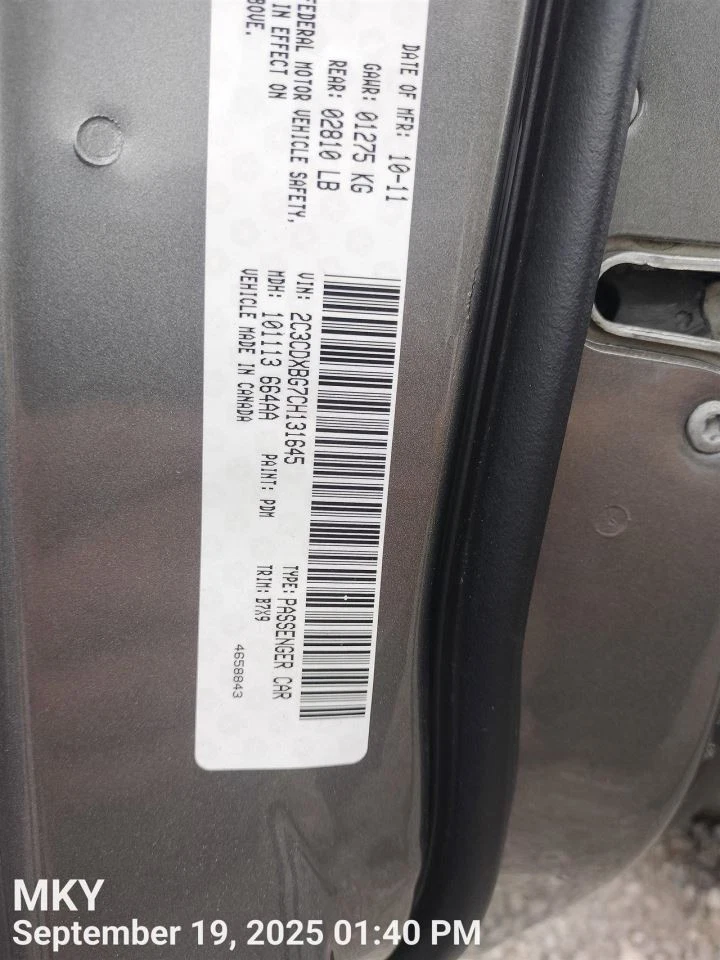 DATE OF MFR: 10-11
GAWR: 01275 KG
REAR: 02810 LB
FEDERAL MOTOR VEHICLE SAFETY,
IN EFFECT ON
ABOVE.
VIN: 2C3CDXBG7CH131645
TYPE: PASSENGER CAR
MDH: 101113 664AA PAINT: PDM TRIM: B7X9
VEHICLE MADE IN CANADA
4658843
MKY
September 19, 2025 01:40 PM